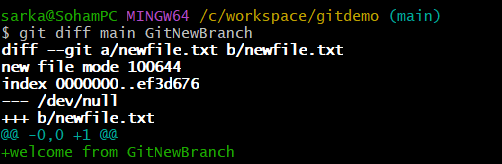 sarka@SohamPC MINGW64 /c/workspace/gitdemo (main)
$ git diff main GitNewBranch
diff --git a/newfile.txt b/newfile.txt
new file mode 100644
index 0000000..ef3d676
--- /dev/null
+++ b/newfile.txt
@@ -0,0 +1 @@
+welcome from GitNewBranch